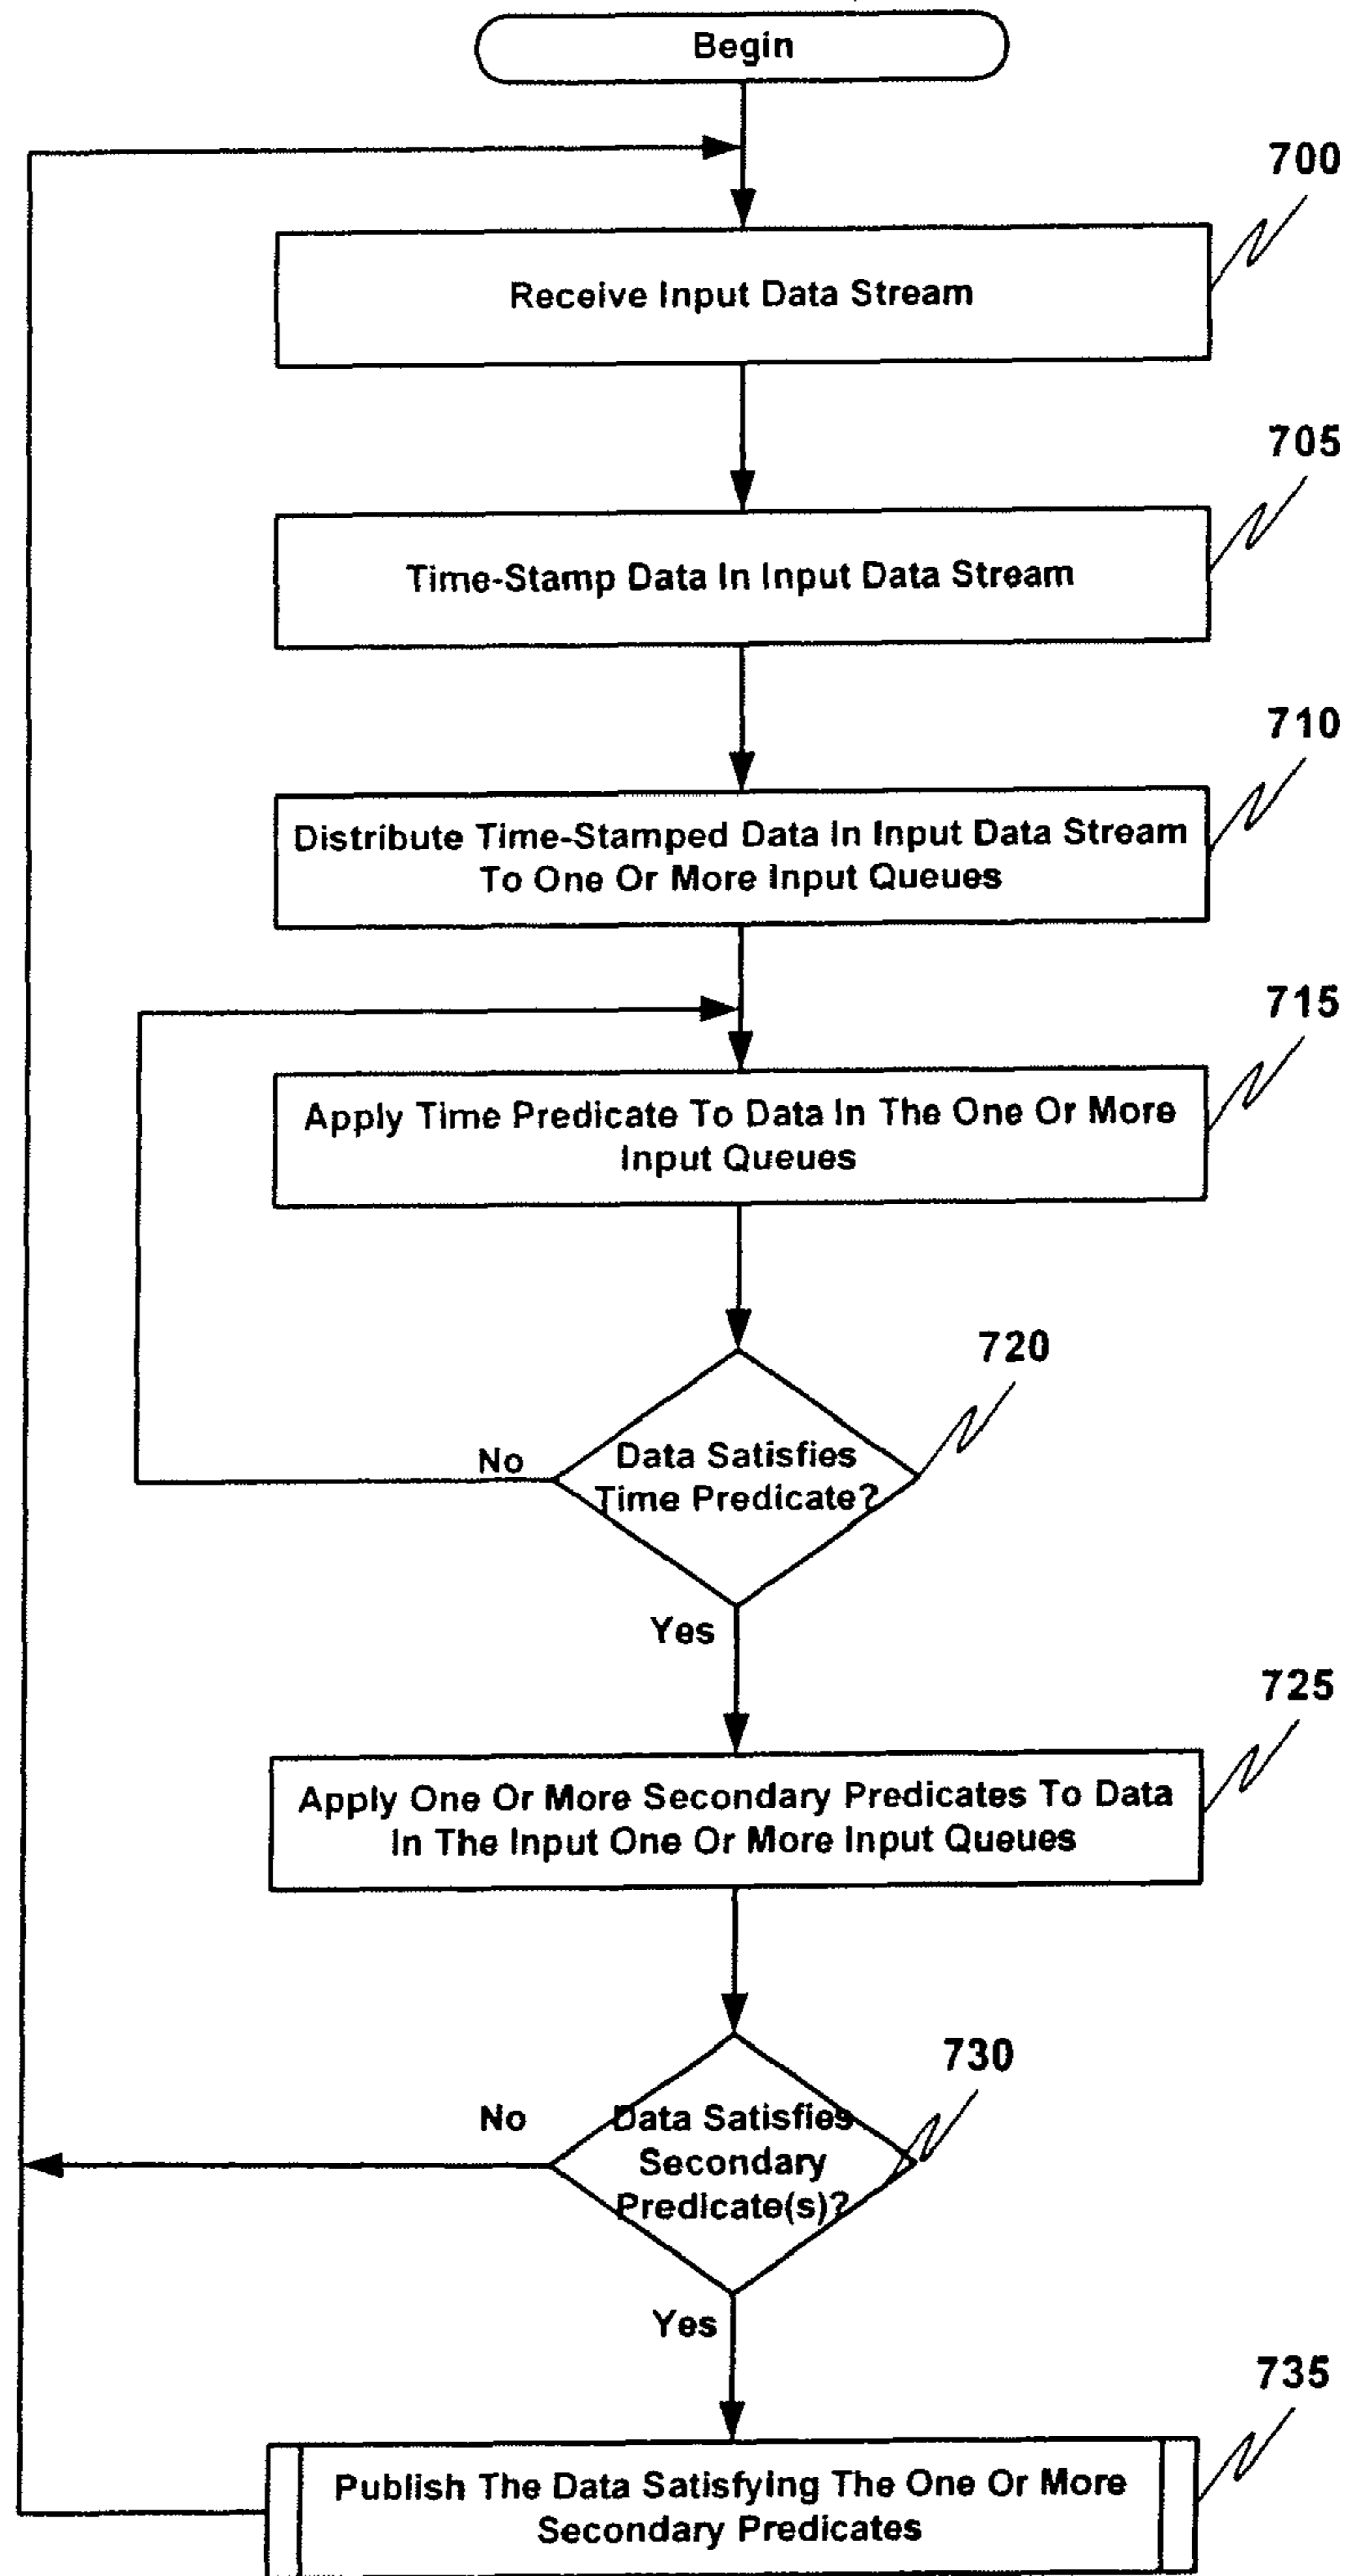 Begin
700
Receive Input Data Stream
705
Time-Stamp Data In Input Data Stream
710
Distribute Time-Stamped Data In Input Data Stream
To One Or More Input Queues
715
Apply Time Predicate To Data In The One Or More
Input Queues
720
No
Data Satisfies
Time Predicate?
Yes
725
Apply One Or More Secondary Predicates To Data
In The Input One Or More Input Queues
730
No
Data Satisfies
Secondary
Predicate(s)?
Yes
735
Publish The Data Satisfying The One Or More
Secondary Predicates